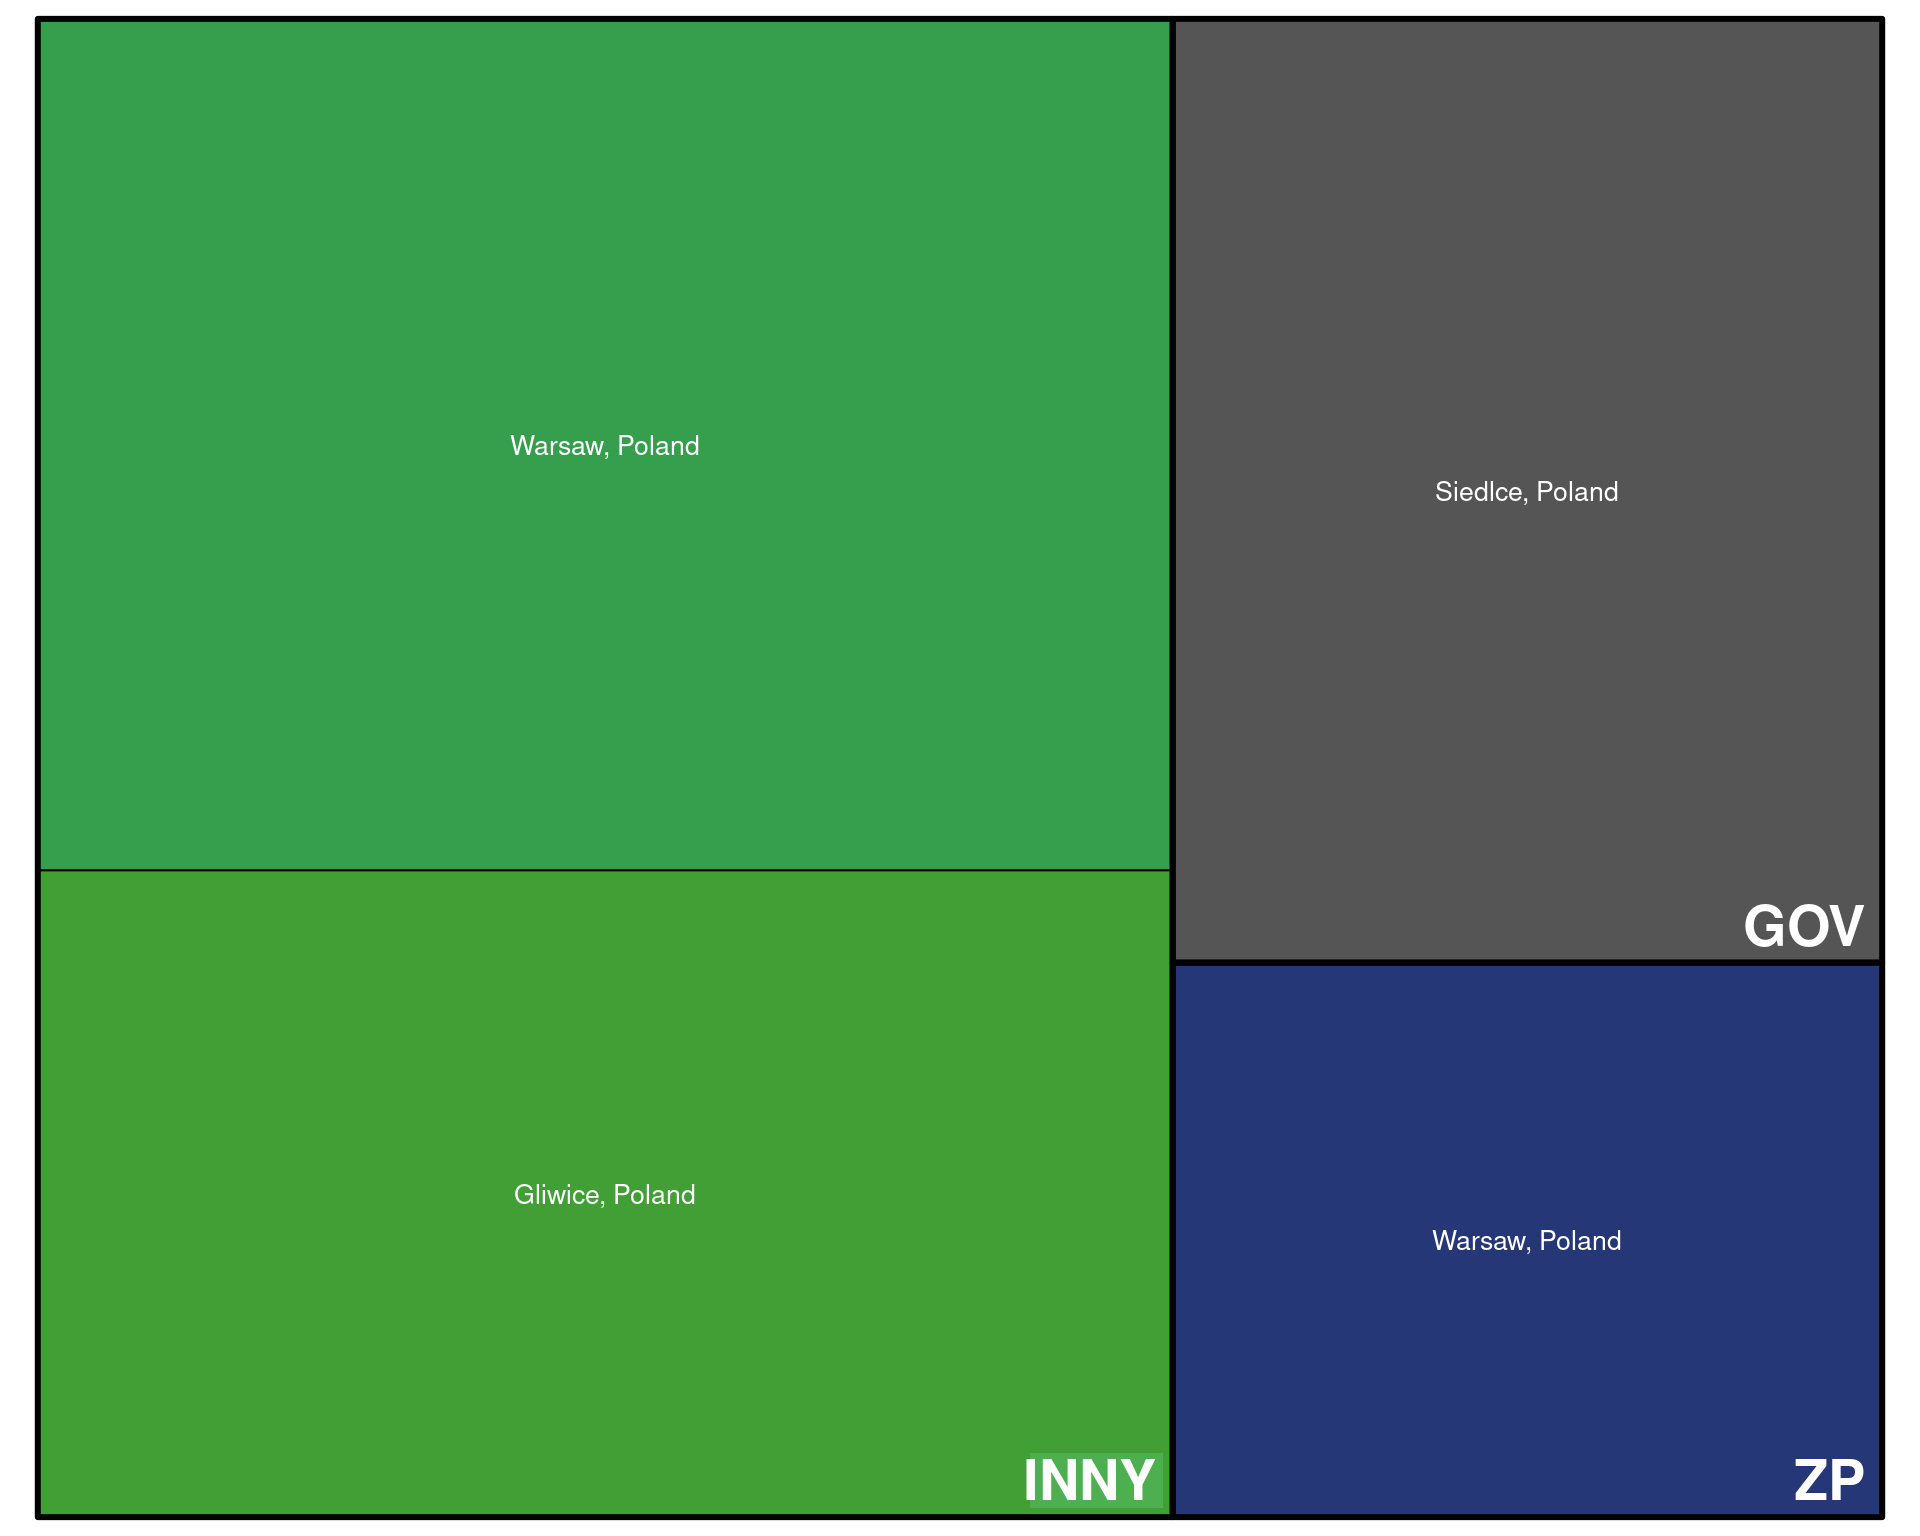 Warsaw, Poland
Siedlce, Poland
GOV
Gliwice, Poland
Warsaw, Poland
INNY
ZP